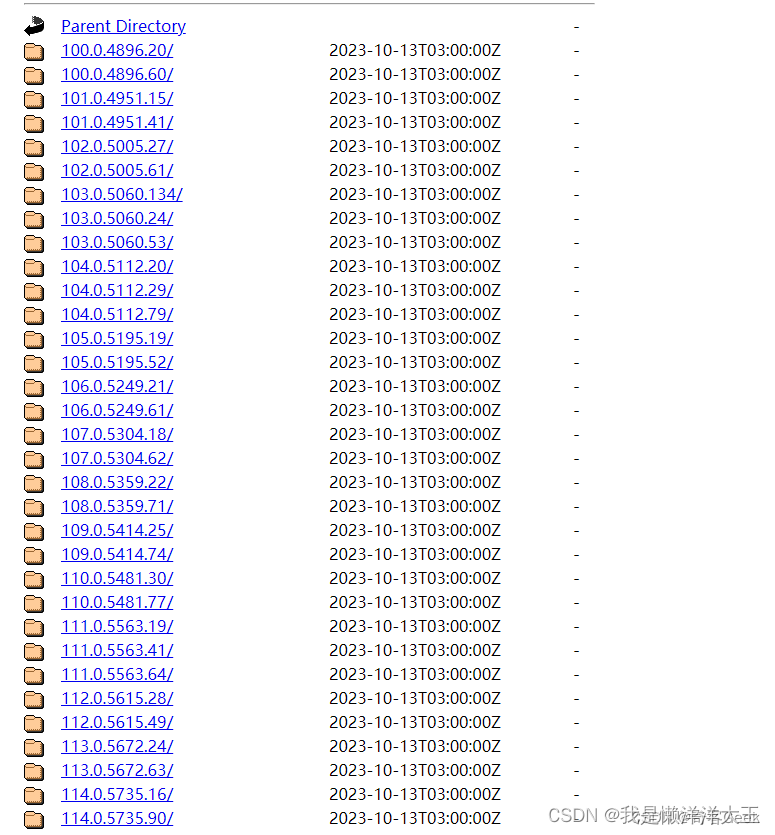 Parent Directory -
100.0.4896.20/ 2023-10-13T03:00:00Z -
100.0.4896.60/ 2023-10-13T03:00:00Z -
101.0.4951.15/ 2023-10-13T03:00:00Z -
101.0.4951.41/ 2023-10-13T03:00:00Z -
102.0.5005.27/ 2023-10-13T03:00:00Z -
102.0.5005.61/ 2023-10-13T03:00:00Z -
103.0.5060.134/ 2023-10-13T03:00:00Z -
103.0.5060.24/ 2023-10-13T03:00:00Z -
103.0.5060.53/ 2023-10-13T03:00:00Z -
104.0.5112.20/ 2023-10-13T03:00:00Z -
104.0.5112.29/ 2023-10-13T03:00:00Z -
104.0.5112.79/ 2023-10-13T03:00:00Z -
105.0.5195.19/ 2023-10-13T03:00:00Z -
105.0.5195.52/ 2023-10-13T03:00:00Z -
106.0.5249.21/ 2023-10-13T03:00:00Z -
106.0.5249.61/ 2023-10-13T03:00:00Z -
107.0.5304.18/ 2023-10-13T03:00:00Z -
107.0.5304.62/ 2023-10-13T03:00:00Z -
108.0.5359.22/ 2023-10-13T03:00:00Z -
108.0.5359.71/ 2023-10-13T03:00:00Z -
109.0.5414.25/ 2023-10-13T03:00:00Z -
109.0.5414.74/ 2023-10-13T03:00:00Z -
110.0.5481.30/ 2023-10-13T03:00:00Z -
110.0.5481.77/ 2023-10-13T03:00:00Z -
111.0.5563.19/ 2023-10-13T03:00:00Z -
111.0.5563.41/ 2023-10-13T03:00:00Z -
111.0.5563.64/ 2023-10-13T03:00:00Z -
112.0.5615.28/ 2023-10-13T03:00:00Z -
112.0.5615.49/ 2023-10-13T03:00:00Z -
113.0.5672.24/ 2023-10-13T03:00:00Z -
113.0.5672.63/ 2023-10-13T03:00:00Z -
114.0.5735.16/ 2023-10-13T03:00:00Z -
114.0.5735.90/ 2023-10-13T03:00:00Z -
CSDN @我是懒洋洋大王